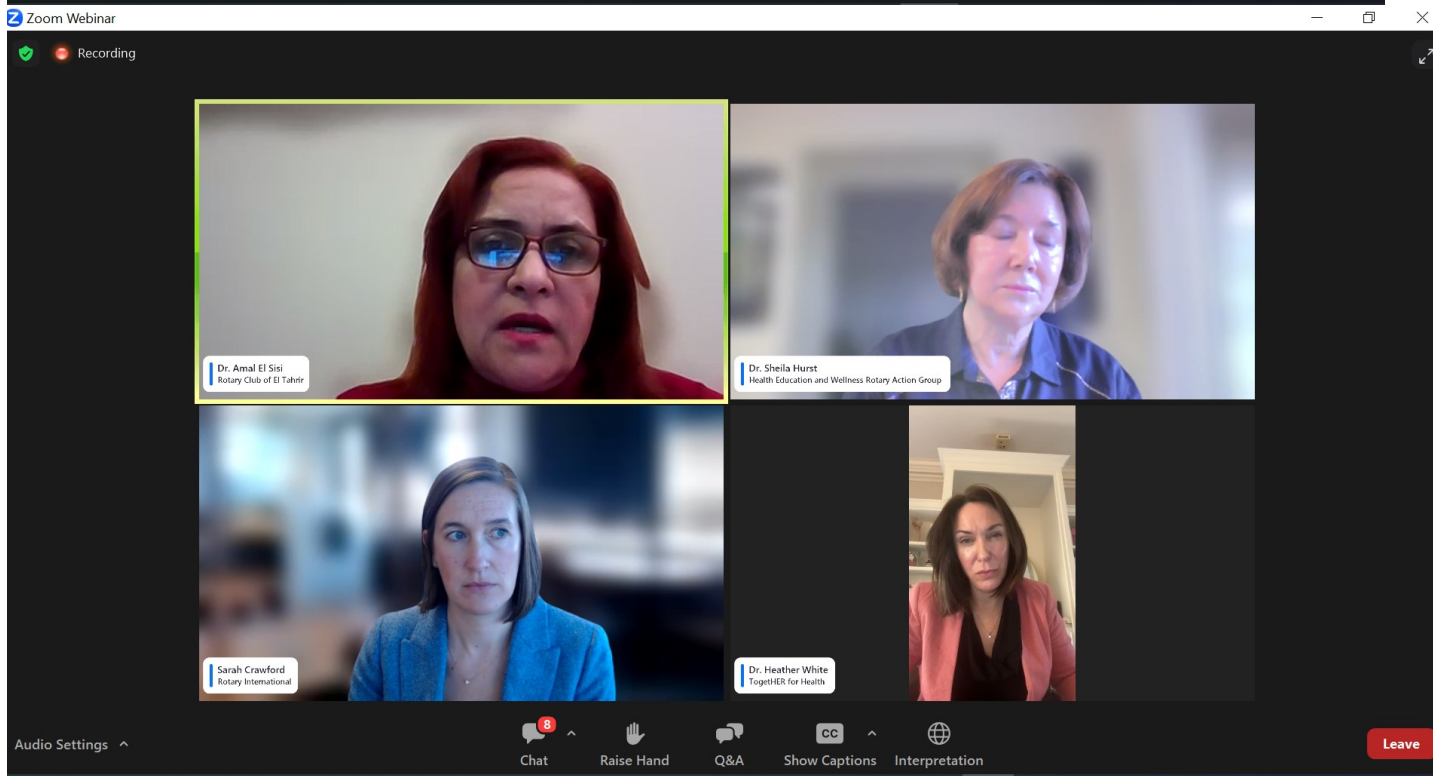 Zoom Webinar
Recording
Dr. Amal El Sisi
Rotary Club of El Tahrir
Dr. Sheila Hurst
Health Education and Wellness Rotary Action Group
Sarah Crawford
Rotary International
Dr. Heather White
TogetHER for Health
Audio Settings
8
Chat
Raise Hand
Q&A
CC
Show Captions
Interpretation
Leave